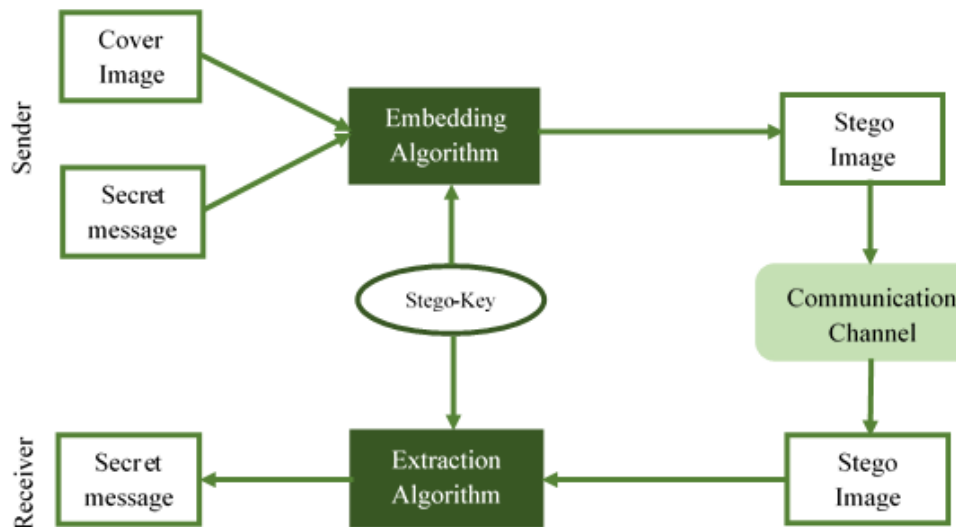 Sender
Cover
Image
Secret
message
Embedding
Algorithm
Stego
Image
Stego-Key
Communication
Channel
Receiver
Secret
message
Extraction
Algorithm
Stego
Image